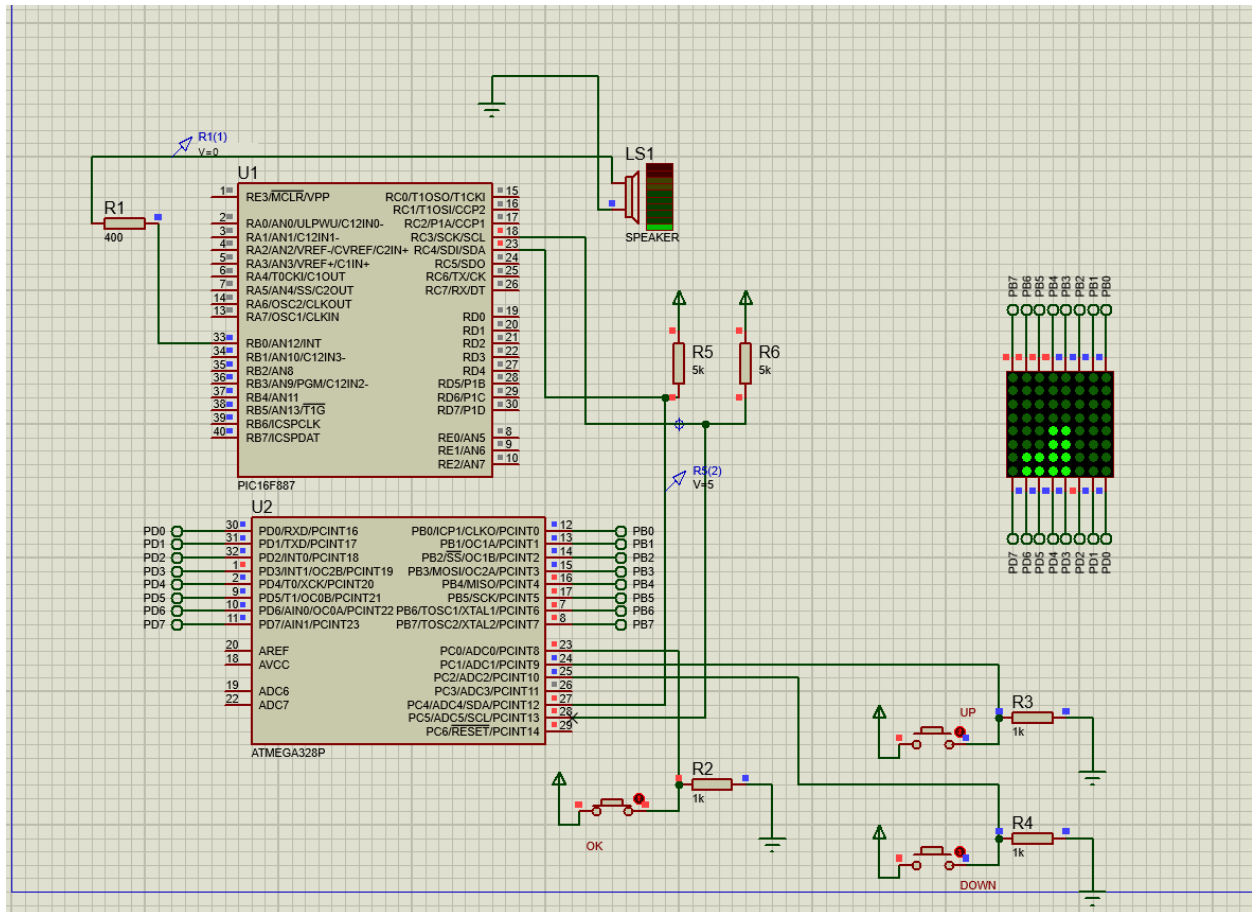 R1(1)
V=0
LS1
SPEAKER
U1
R1
400
1
RE3/MCLR/VPP
2
RA0/AN0/ULPWU/C12IN0-
3
RA1/AN1/C12IN1-
4
RA2/AN2/VREF-/CVREF/C2IN+
5
RA3/AN3/VREF+/C1IN+
6
RA4/T0CKI/C1OUT
7
RA5/AN4/SS/C2OUT
14
RA6/OSC2/CLKOUT
13
RA7/OSC1/CLKIN
33
RB0/AN12/INT
34
RB1/AN10/C12IN3-
35
RB2/AN8
36
RB3/AN9/PGM/C12IN2-
37
RB4/AN11
38
RB5/AN13/T1G
39
RB6/ICSPCLK
40
RB7/ICSPDAT
RC0/T1OSO/T1CKI
15
RC1/T1OSI/CCP2
16
RC2/P1A/CCP1
17
RC3/SCK/SCL
18
RC4/SDI/SDA
23
RC5/SDO
24
RC6/TX/CK
25
RC7/RX/DT
26
RD0
19
RD1
20
RD2
21
RD3
22
RD4
27
RD5/P1B
28
RD6/P1C
29
RD7/P1D
30
RE0/AN5
8
RE1/AN6
9
RE2/AN7
10
PIC16F887
R5
5k
R6
5k
R5(2)
V=5
PB7
PB6
PB5
PB4
PB3
PB2
PB1
PB0
PD7
PD6
PD5
PD4
PD3
PD2
PD1
PD0
U2
PD0
30
PD0/RXD/PCINT16
PD1
31
PD1/TXD/PCINT17
PD2
32
PD2/INT0/PCINT18
PD3
1
PD3/INT1/OC2B/PCINT19
PD4
2
PD4/T0/XCK/PCINT20
PD5
9
PD5/T1/OC0B/PCINT21
PD6
10
PD6/AIN0/OC0A/PCINT22
PD7
11
PD7/AIN1/PCINT23
20
AREF
18
AVCC
19
ADC6
22
ADC7
PB0/ICP1/CLKO/PCINT0
12
PB0
PB1/OC1A/PCINT1
13
PB1
PB2/SS/OC1B/PCINT2
14
PB2
PB3/MOSI/OC2A/PCINT3
15
PB3
PB4/MISO/PCINT4
16
PB4
PB5/SCK/PCINT5
17
PB5
PB6/TOSC1/XTAL1/PCINT6
7
PB6
PB7/TOSC2/XTAL2/PCINT7
8
PB7
PC0/ADC0/PCINT8
23
PC1/ADC1/PCINT9
24
PC2/ADC2/PCINT10
25
PC3/ADC3/PCINT11
26
PC4/ADC4/SDA/PCINT12
27
PC5/ADC5/SCL/PCINT13
28
PC6/RESET/PCINT14
29
ATMEGA328P
R2
1k
OK
UP
R3
1k
R4
1k
DOWN